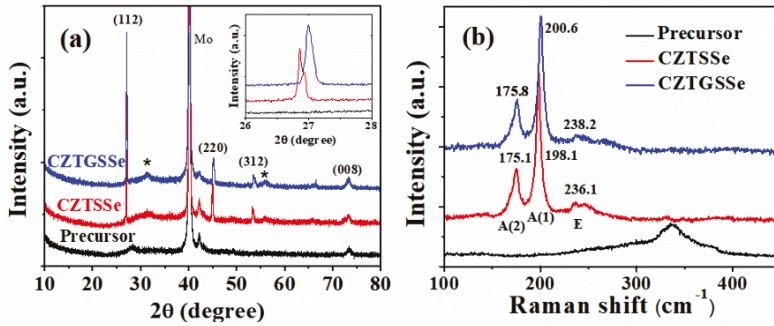 (a)
(112)
Mo
Intensity (a.u.)
26 27 28
2θ (degree)
CZTGSSe
*
(220)
(312)
*
(008)
CZTSSe
Precursor
Intensity (a.u.)
10 20 30 40 50 60 70 80
2θ (degree)
(b)
200.6
Precursor
CZTSSe
CZTGSSe
175.8
238.2
175.1
198.1
236.1
A(2)
A(1)
E
Intensity (a.u.)
100 200 300 400
Raman shift (cm⁻¹)